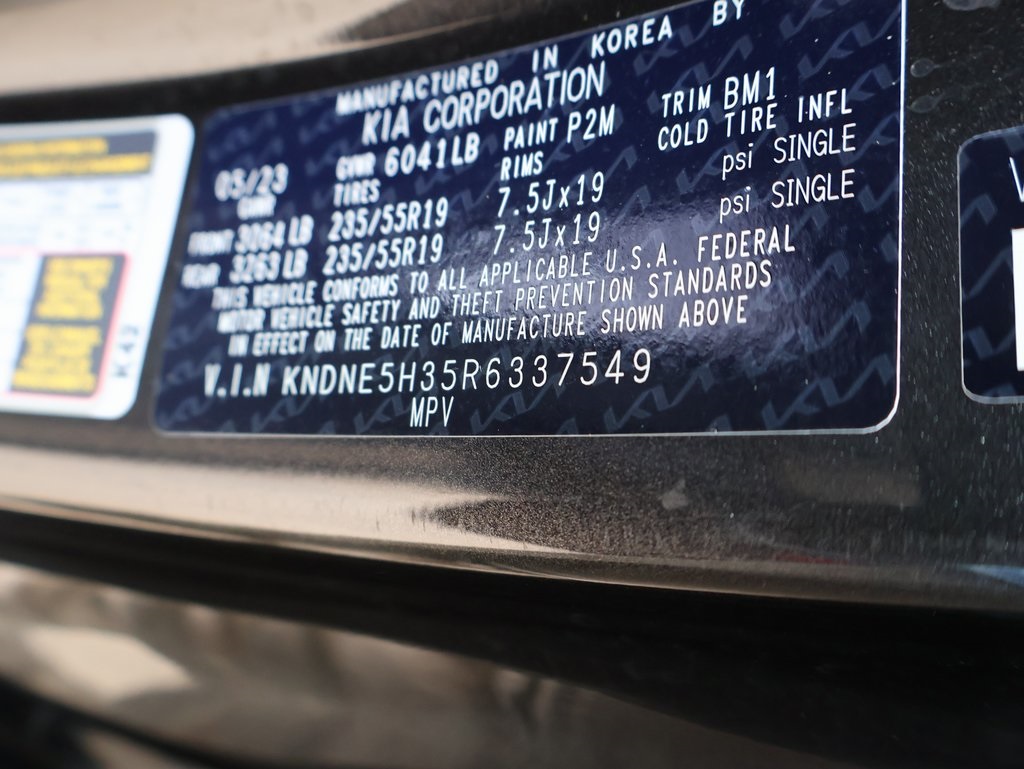 MANUFACTURED IN KOREA BY
KIA CORPORATION
05/23 GVWR 6041LB PAINT P2M TRIM BM1
GAWR TIRES RIMS COLD TIRE INFL
FRONT 3064 LB 235/55R19 7.5Jx19 psi SINGLE
REAR 3263 LB 235/55R19 7.5Jx19 psi SINGLE
THIS VEHICLE CONFORMS TO ALL APPLICABLE U.S.A. FEDERAL
MOTOR VEHICLE SAFETY AND THEFT PREVENTION STANDARDS
IN EFFECT ON THE DATE OF MANUFACTURE SHOWN ABOVE
V.I.N KNDNE5H35R6337549
MPV
K42